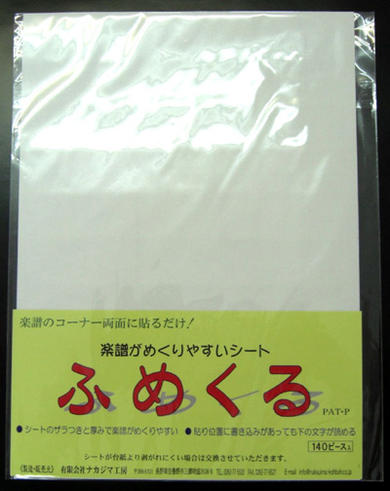 楽譜のコーナー両面に貼るだけ!
楽譜がめくりやすいシート
ふめくる
PAT・P
●シートのザラつきと厚みで楽譜がめくりやすい ●貼り位置に書き込みがあっても下の文字が読める
140ピース入
シートが台紙より剥がれにくい場合は交換させていただきます。
(製造・販売元) 有限会社ナカジマ工房